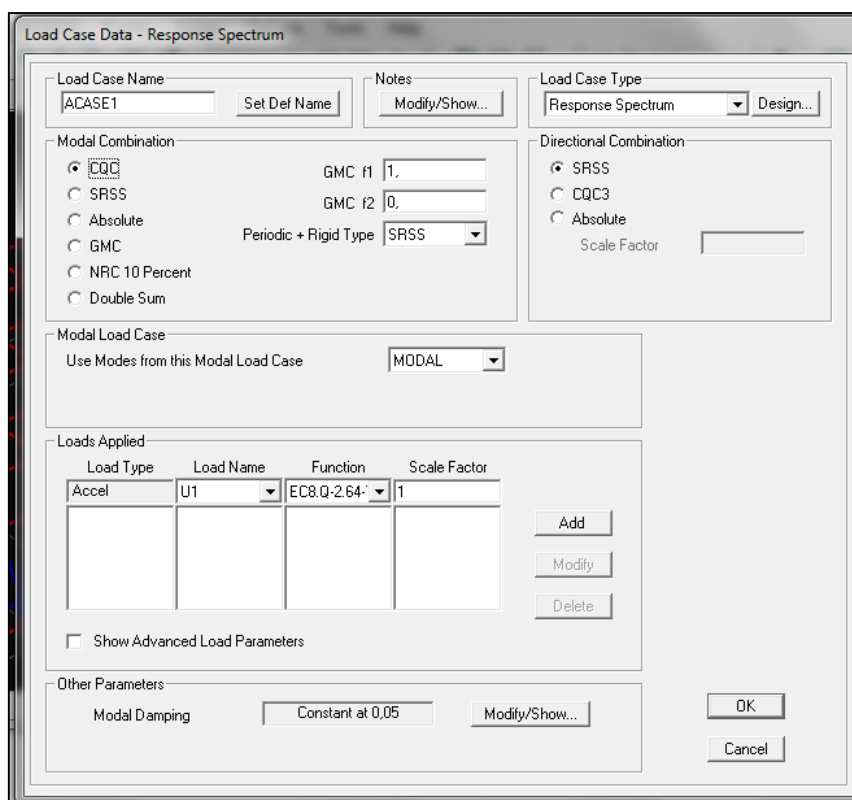 Load Case Data - Response Spectrum
Load Case Name
ACASE1
Set Def Name
Notes
Modify/Show...
Load Case Type
Response Spectrum
Design...
Modal Combination
CQC
SRSS
Absolute
GMC
NRC 10 Percent
Double Sum
GMC f1 1,
GMC f2 0,
Periodic + Rigid Type SRSS
Directional Combination
SRSS
CQC3
Absolute
Scale Factor
Modal Load Case
Use Modes from this Modal Load Case MODAL
Loads Applied
Load Type Load Name Function Scale Factor
Accel U1 EC8.Q-2.64- 1
Add
Modify
Delete
Show Advanced Load Parameters
Other Parameters
Modal Damping Constant at 0,05 Modify/Show...
OK
Cancel